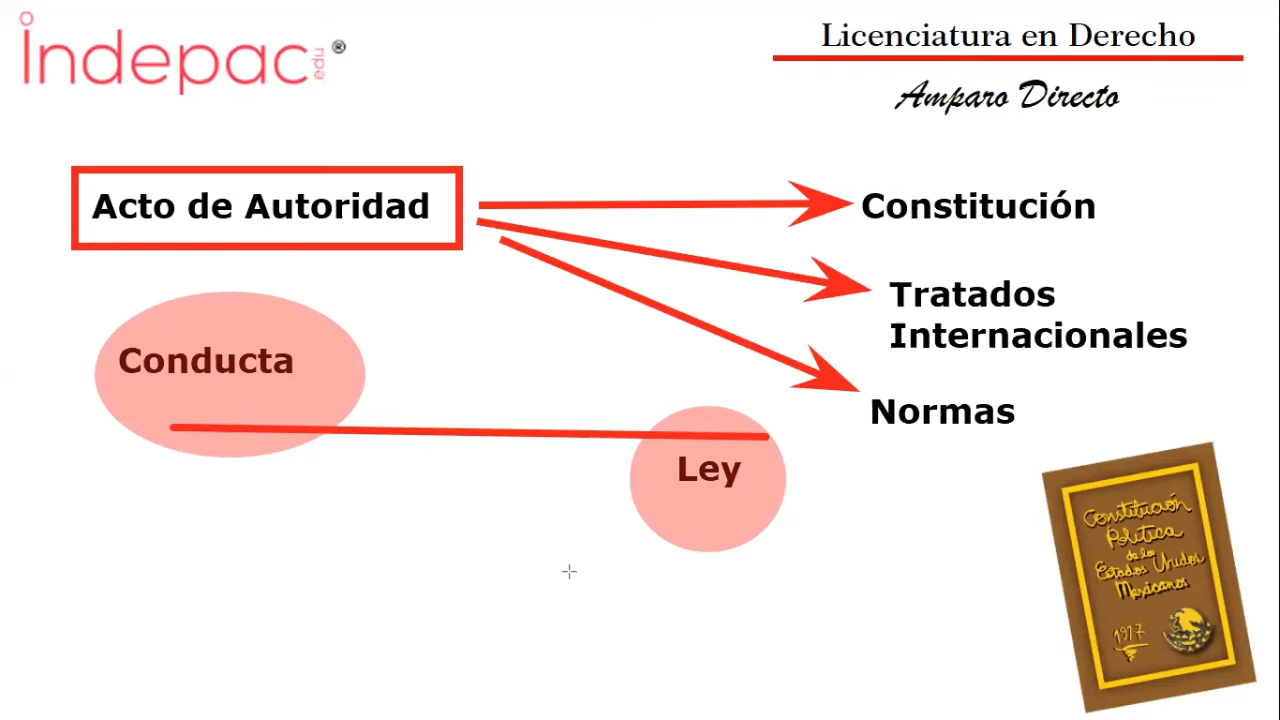 indepac edu ®
Licenciatura en Derecho
Amparo Directo
Acto de Autoridad
Constitución
Tratados
Internacionales
Conducta
Normas
Ley
Constitución
Política
de los
Estados Unidos
Mexicanos
1917